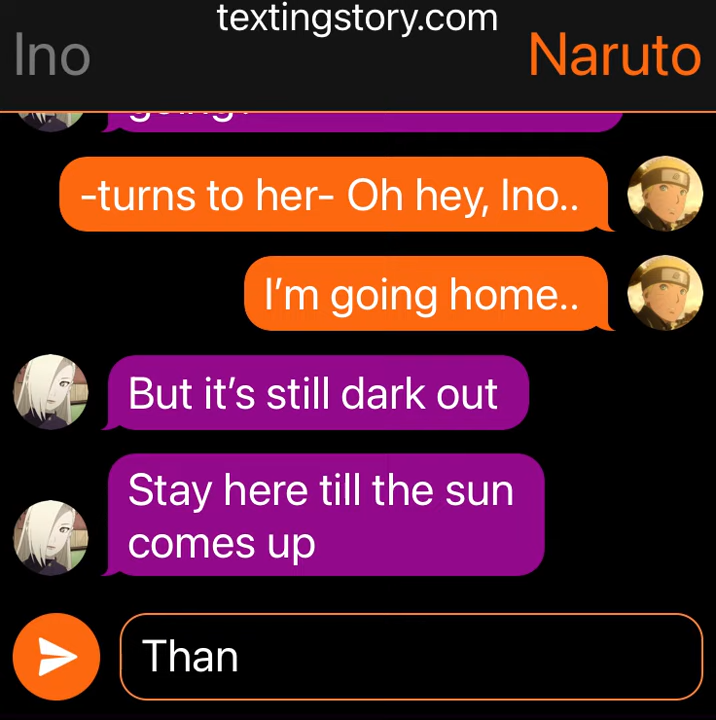 textingstory.com
Ino
Naruto
-turns to her- Oh hey, Ino..
I'm going home..
But it's still dark out
Stay here till the sun
comes up
Than